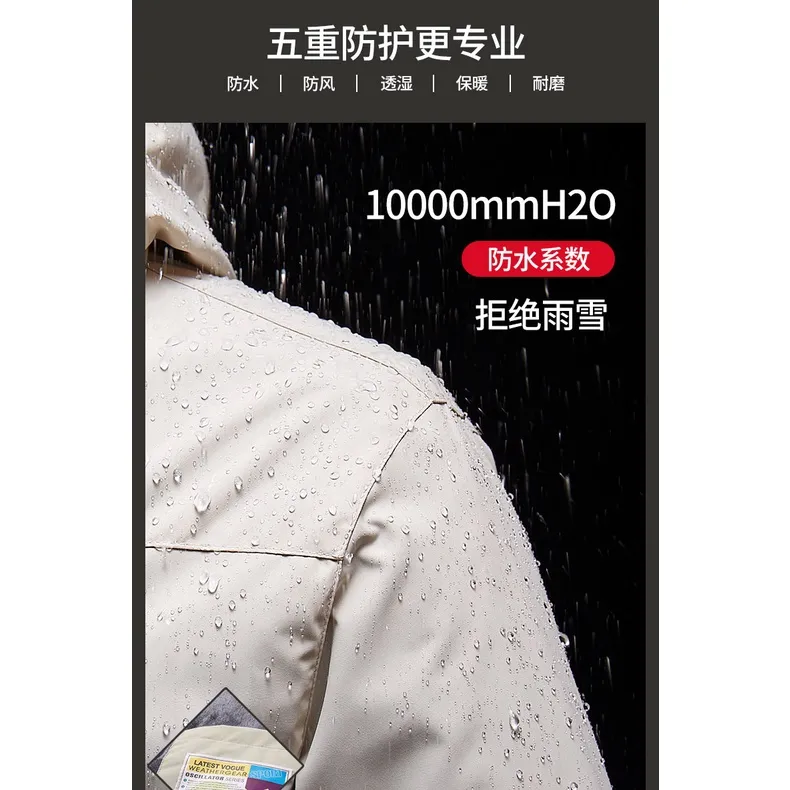 五重防护更专业
防水 | 防风 | 透湿 | 保暖 | 耐磨
10000mmH2O
防水系数
拒绝雨雪
LATEST VOGUE
WEATHERGEAR
OSCILLATOR